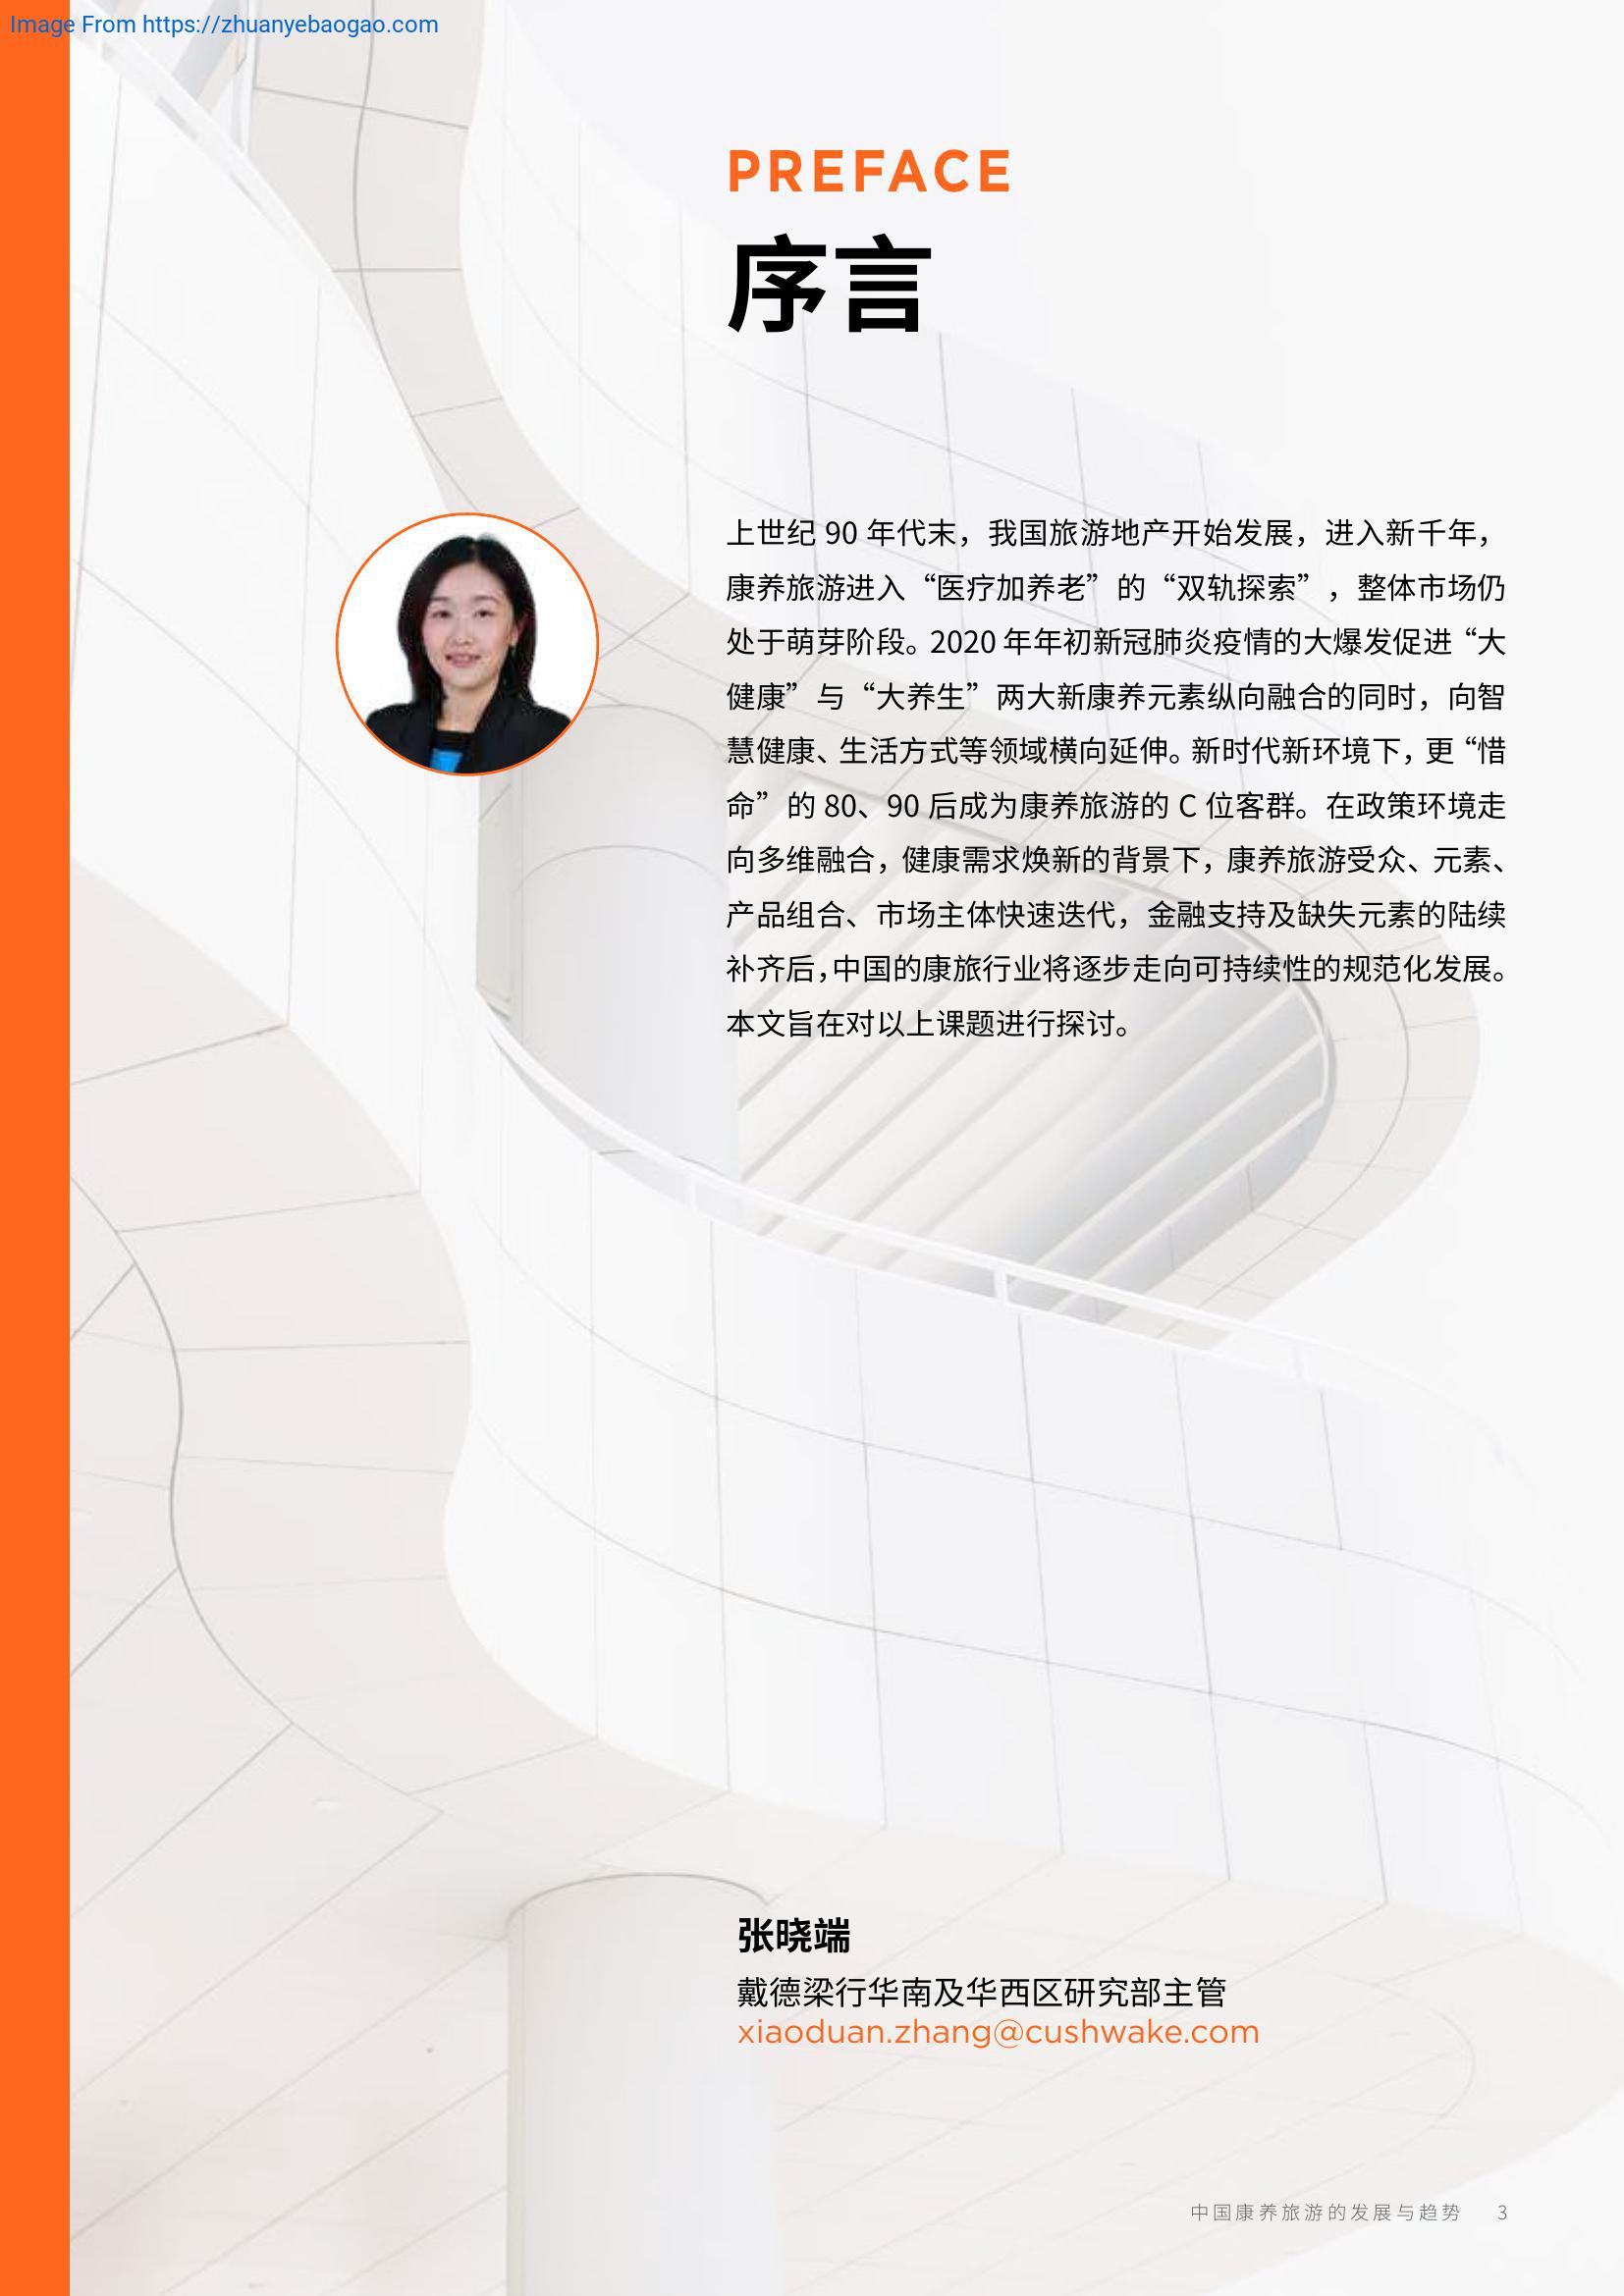 Image From https://zhuanyebaogao.com
PREFACE
序言
上世纪 90 年代末，我国旅游地产开始发展，进入新千年，
康养旅游进入“医疗加养老”的“双轨探索”，整体市场仍
处于萌芽阶段。2020 年年初新冠肺炎疫情的大爆发促进“大
健康”与“大养生”两大新康养元素纵向融合的同时，向智
慧健康、生活方式等领域横向延伸。新时代新环境下，更“惜
命”的 80、90 后成为康养旅游的 C 位客群。在政策环境走
向多维融合，健康需求焕新的背景下，康养旅游受众、元素、
产品组合、市场主体快速迭代，金融支持及缺失元素的陆续
补齐后，中国的康旅行业将逐步走向可持续性的规范化发展。
本文旨在对以上课题进行探讨。
张晓端
戴德梁行华南及华西区研究部主管
xiaoduan.zhang@cushwake.com
中国康养旅游的发展与趋势 3